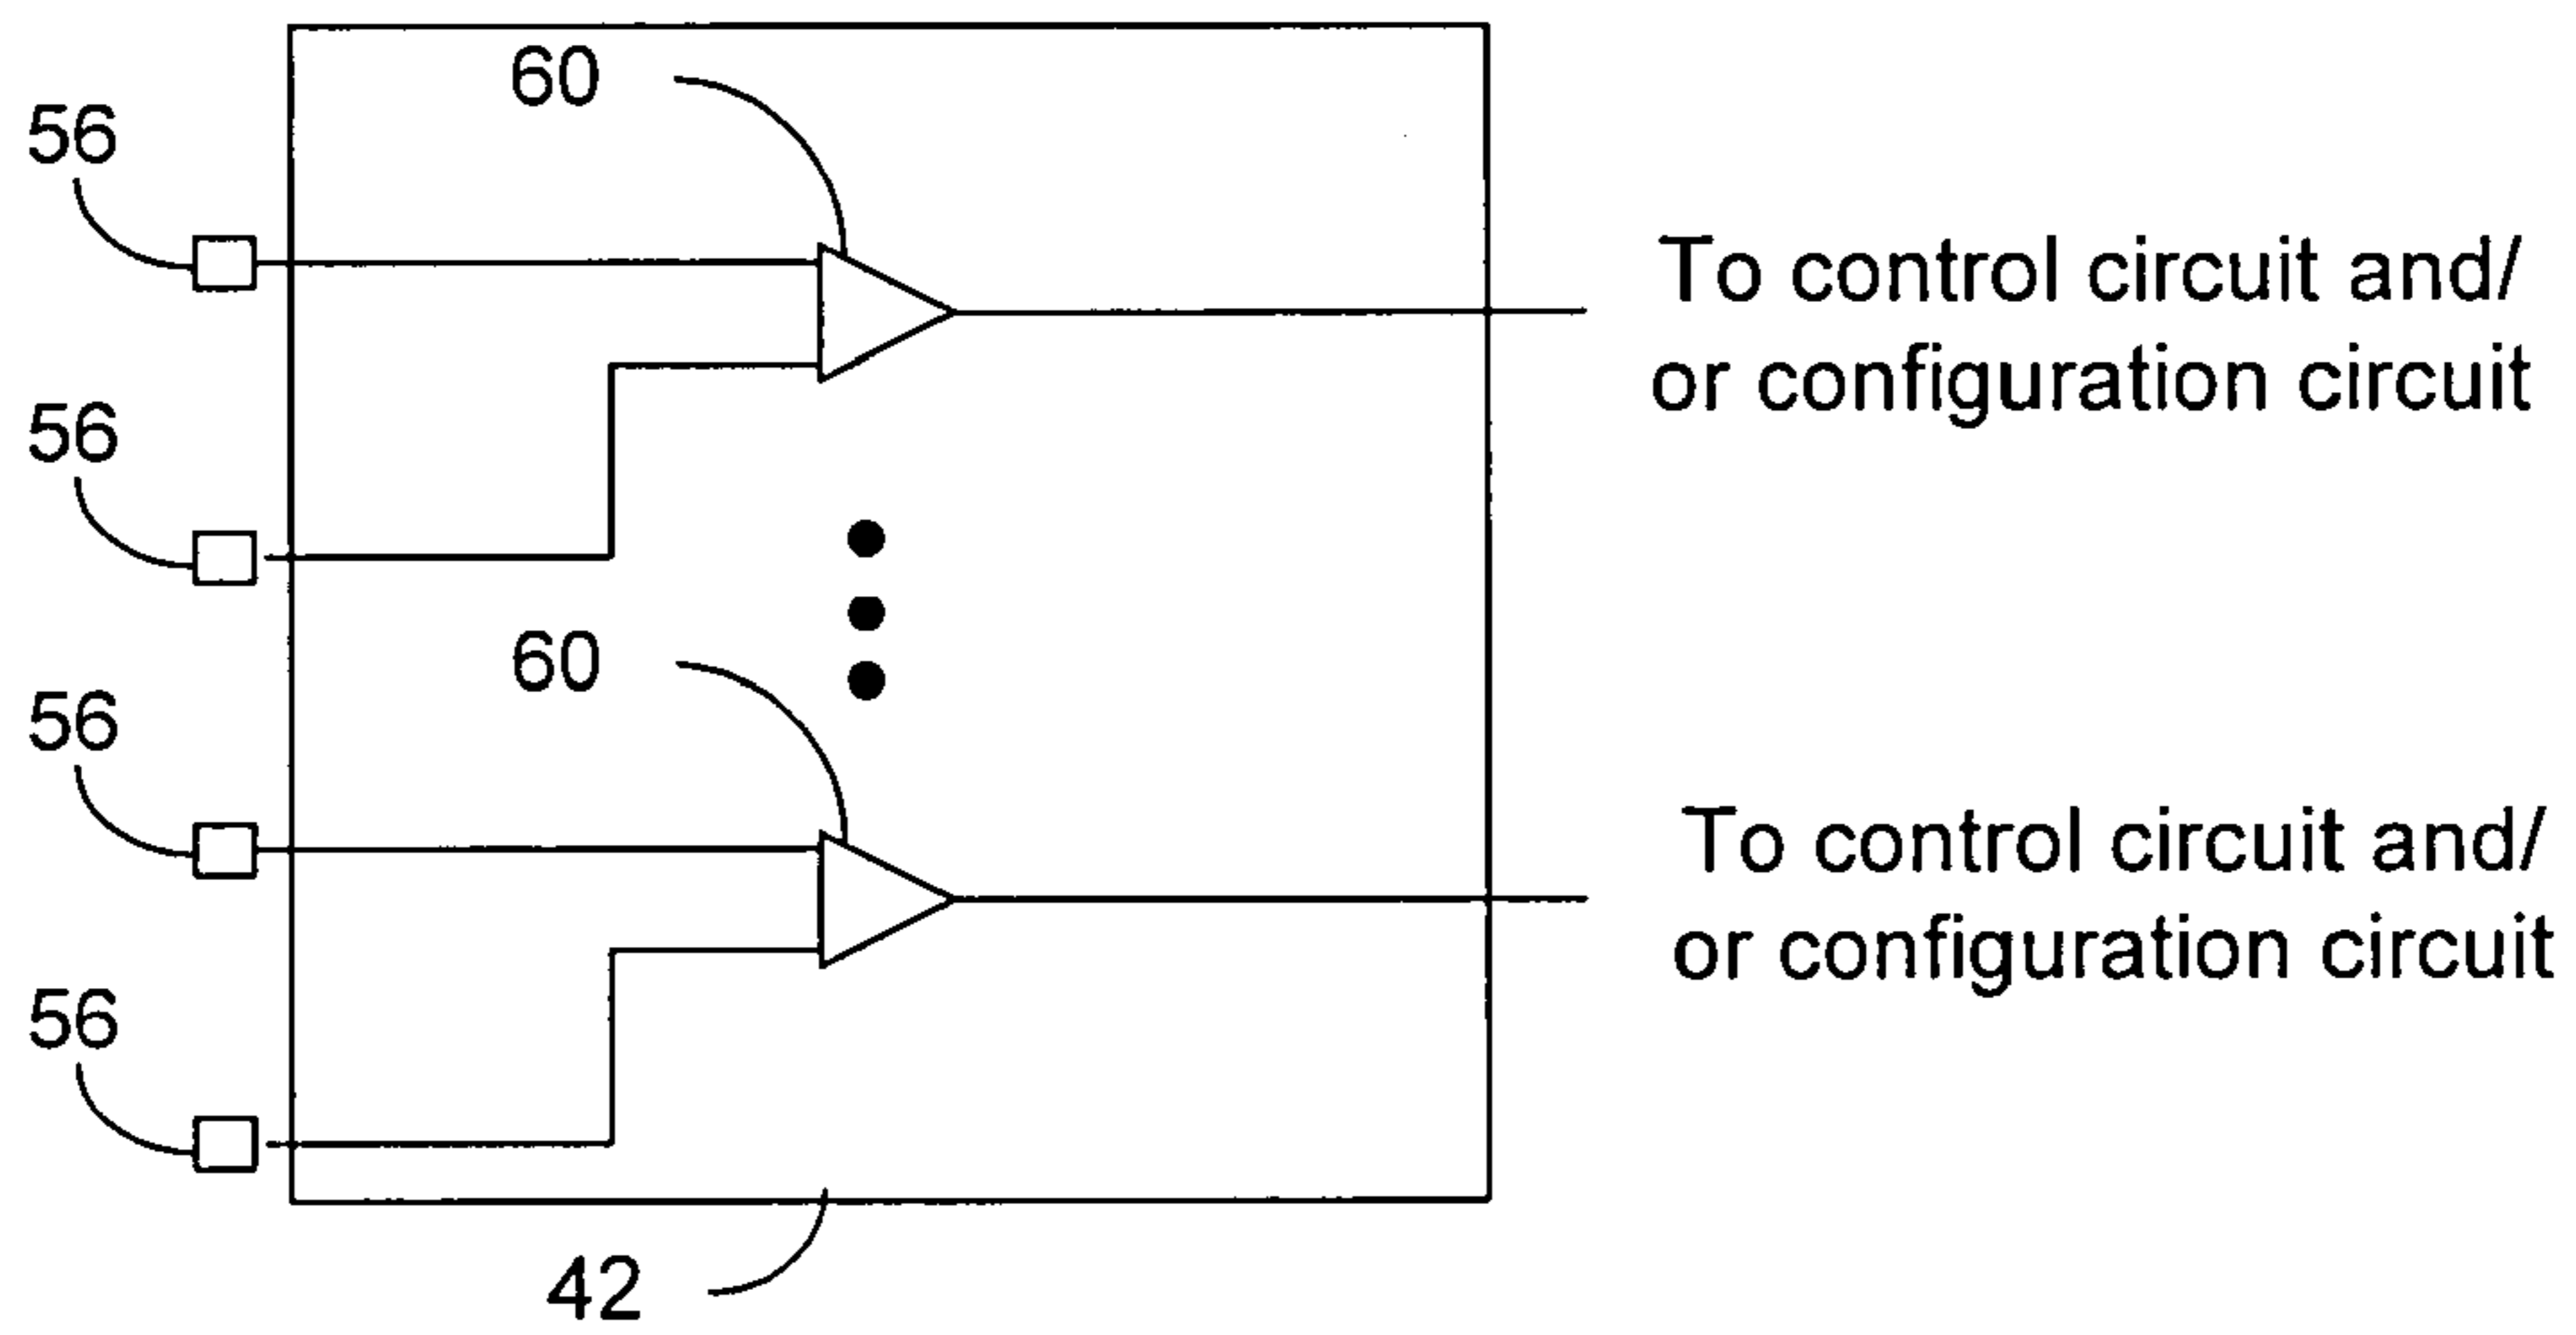 60
56
To control circuit and/
or configuration circuit
56
60
56
To control circuit and/
or configuration circuit
56
42